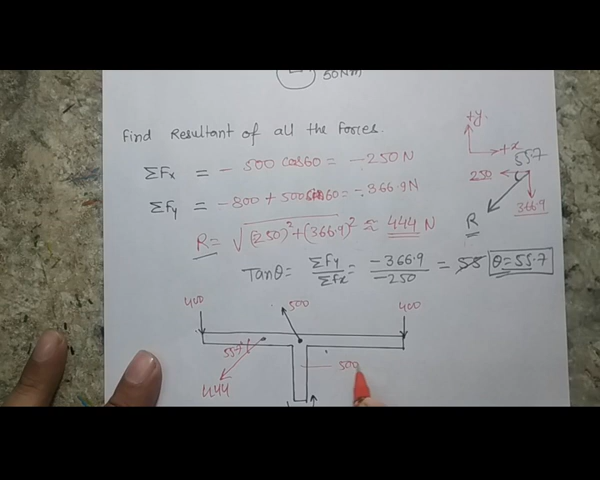 50NM
Find Resultant of all the forces.
+y
ΣFx = - 500 cos60 = -250 N
+x
55.7
250
ΣFy = -800 + 500 sin60 = -366.9 N
366.9
R = √(250)²+(366.9)² ≈ 444 N
R
Tanθ = ΣFy/ΣFx = -366.9/-250 = 55 θ = 55.7
400
500
400
55.7
500
444